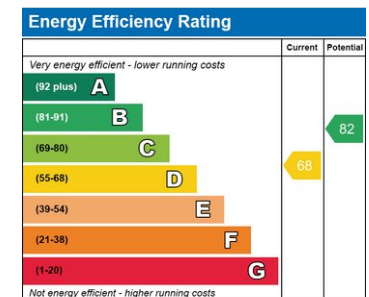 Energy Efficiency Rating
Current Potential
Very energy efficient - lower running costs
(92 plus) A
(81-91) B
82
(69-80) C
68
(55-68) D
(39-54) E
(21-38) F
(1-20) G
Not energy efficient - higher running costs